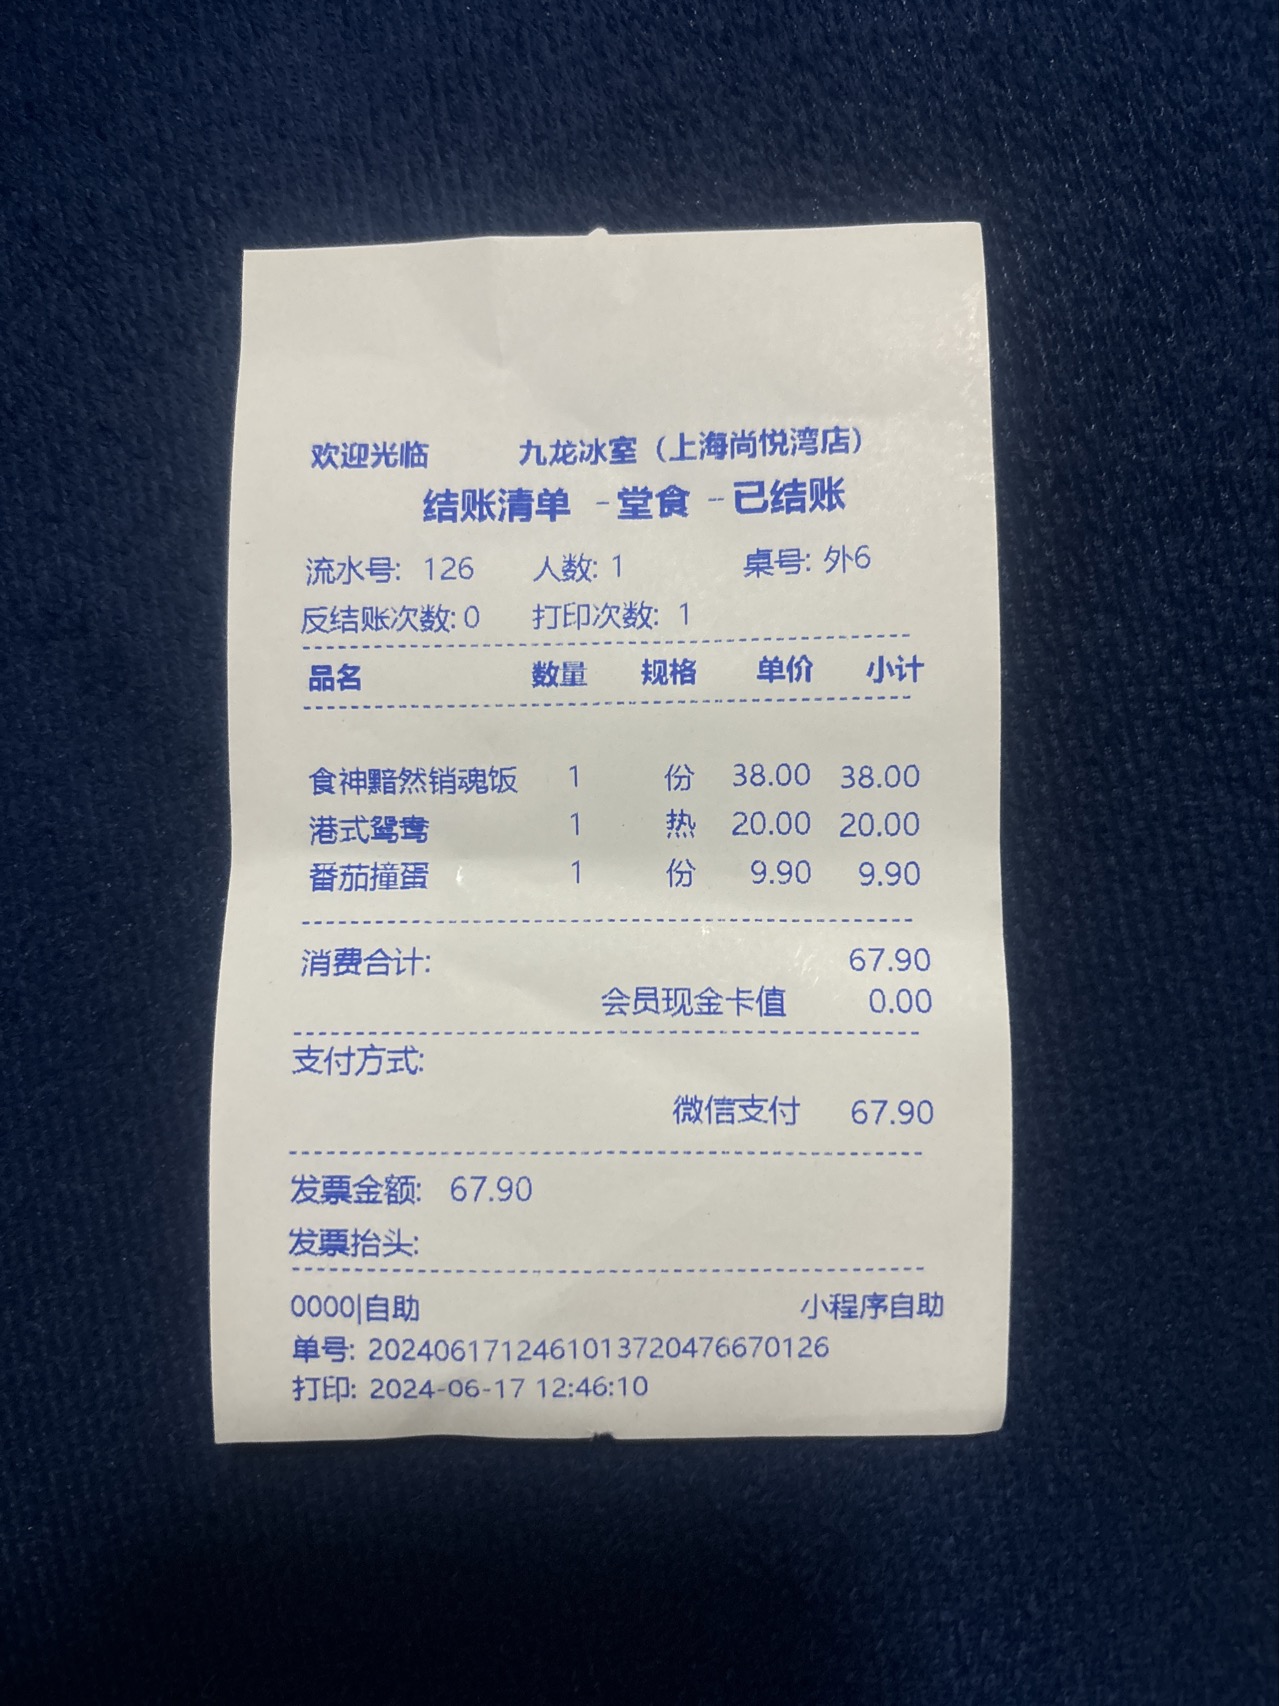 欢迎光临 九龙冰室（上海尚悦湾店）
结账清单 -堂食 --已结账
流水号: 126 人数: 1 桌号: 外6
反结账次数: 0 打印次数: 1
品名 数量 规格 单价 小计
食神黯然销魂饭 1 份 38.00 38.00
港式鸳鸯 1 热 20.00 20.00
番茄撞蛋 1 份 9.90 9.90
消费合计: 67.90
会员现金卡值 0.00
支付方式:
微信支付 67.90
发票金额: 67.90
发票抬头:
0000|自助 小程序自助
单号: 20240617124610137204766​70126
打印: 2024-06-17 12:46:10